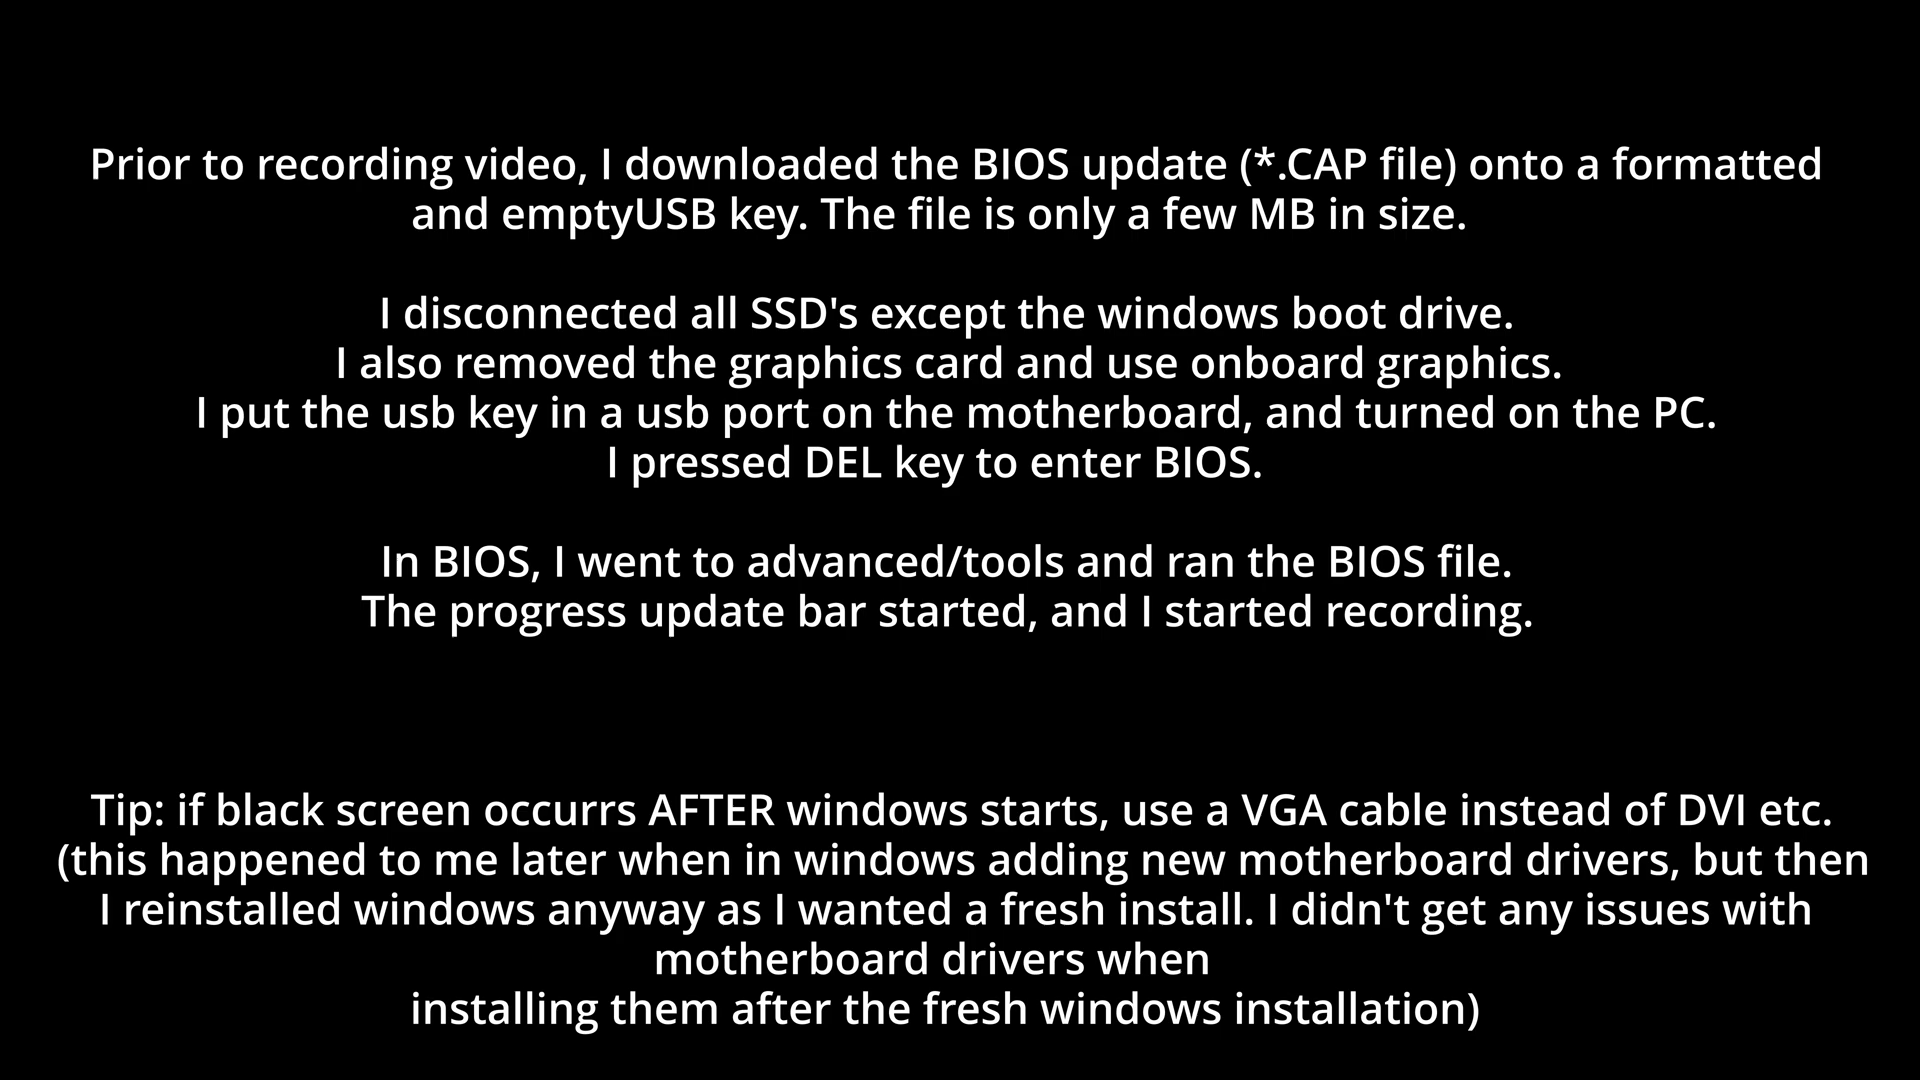 Prior to recording video, I downloaded the BIOS update (*.CAP file) onto a formatted
and emptyUSB key. The file is only a few MB in size.
I disconnected all SSD's except the windows boot drive.
I also removed the graphics card and use onboard graphics.
I put the usb key in a usb port on the motherboard, and turned on the PC.
I pressed DEL key to enter BIOS.
In BIOS, I went to advanced/tools and ran the BIOS file.
The progress update bar started, and I started recording.
Tip: if black screen occurrs AFTER windows starts, use a VGA cable instead of DVI etc.
(this happened to me later when in windows adding new motherboard drivers, but then
I reinstalled windows anyway as I wanted a fresh install. I didn't get any issues with
motherboard drivers when
installing them after the fresh windows installation)